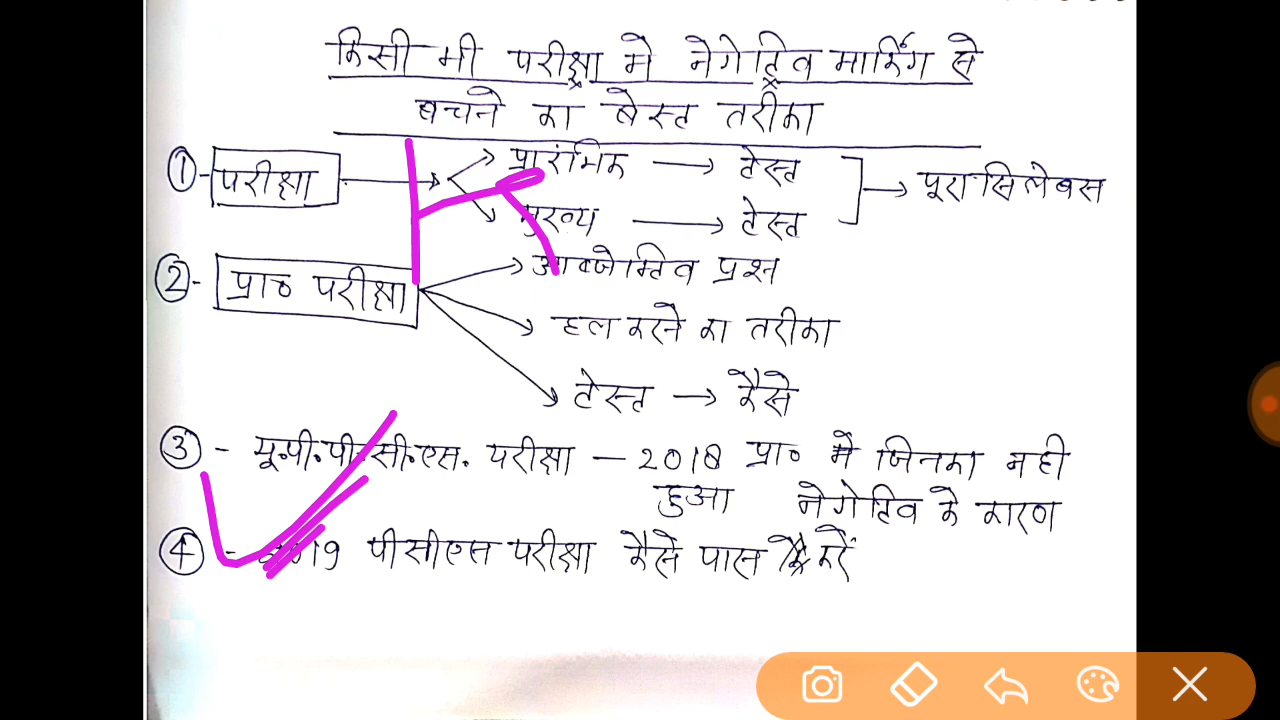 किसी भी परीक्षा मे नेगेट्रिव मार्किंग से
बचने का बेस्ट तरीका
①- परीक्षा → प्रारंमिक → टेस्ट
मुख्य → टेस्ट
→ पूरा सिलेबस
②- प्रा० परीक्षा
आब्जेक्टिव प्रश्न
हल करने का तरीका
टेस्ट → कैसे
③ - यू.पी.पी.सी.एस. परीक्षा – 2018 प्रा० मे जिनका नही
हुआ नेगेटिव के कारण
④ - 2019 पीसीएस परीक्षा कैसे पास करें